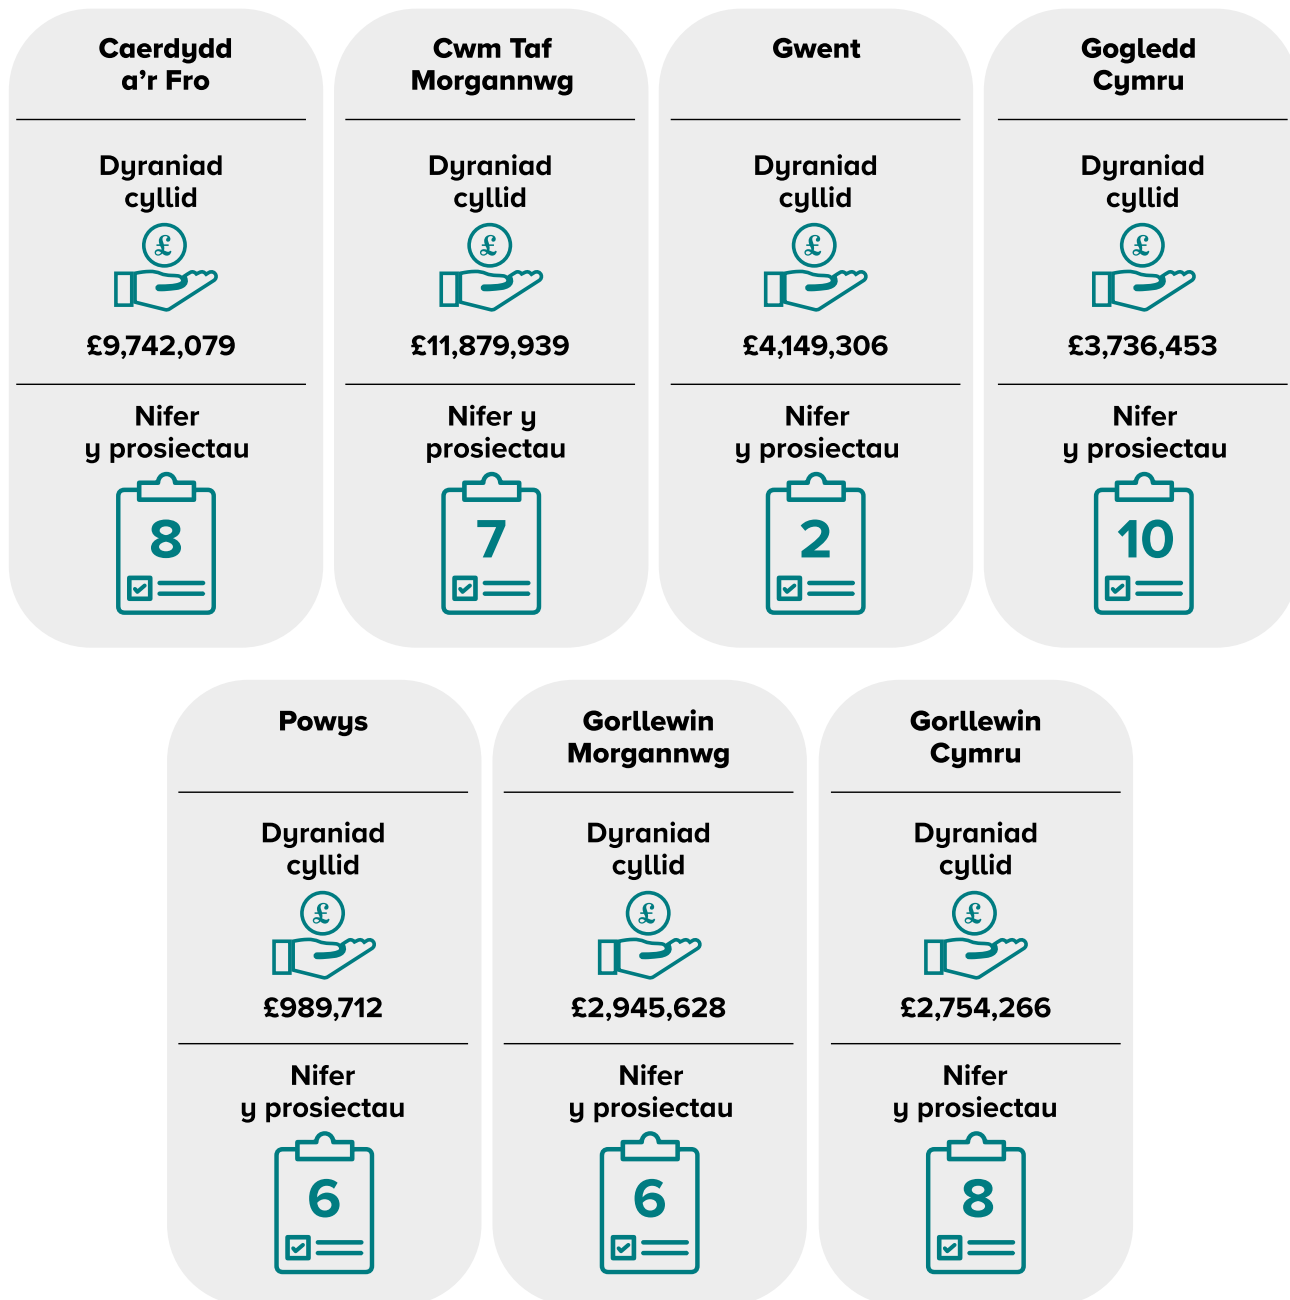 Caerdydd
a’r Fro
Dyraniad
cyllid
£
£9,742,079
Nifer
y prosiectau
8
Cwm Taf
Morgannwg
Dyraniad
cyllid
£
£11,879,939
Nifer y
prosiectau
7
Gwent
Dyraniad
cyllid
£
£4,149,306
Nifer
y prosiectau
2
Gogledd
Cymru
Dyraniad
cyllid
£
£3,736,453
Nifer
y prosiectau
10
Powys
Dyraniad
cyllid
£
£989,712
Nifer
y prosiectau
6
Gorllewin
Morgannwg
Dyraniad
cyllid
£
£2,945,628
Nifer
y prosiectau
6
Gorllewin
Cymru
Dyraniad
cyllid
£
£2,754,266
Nifer
y prosiectau
8